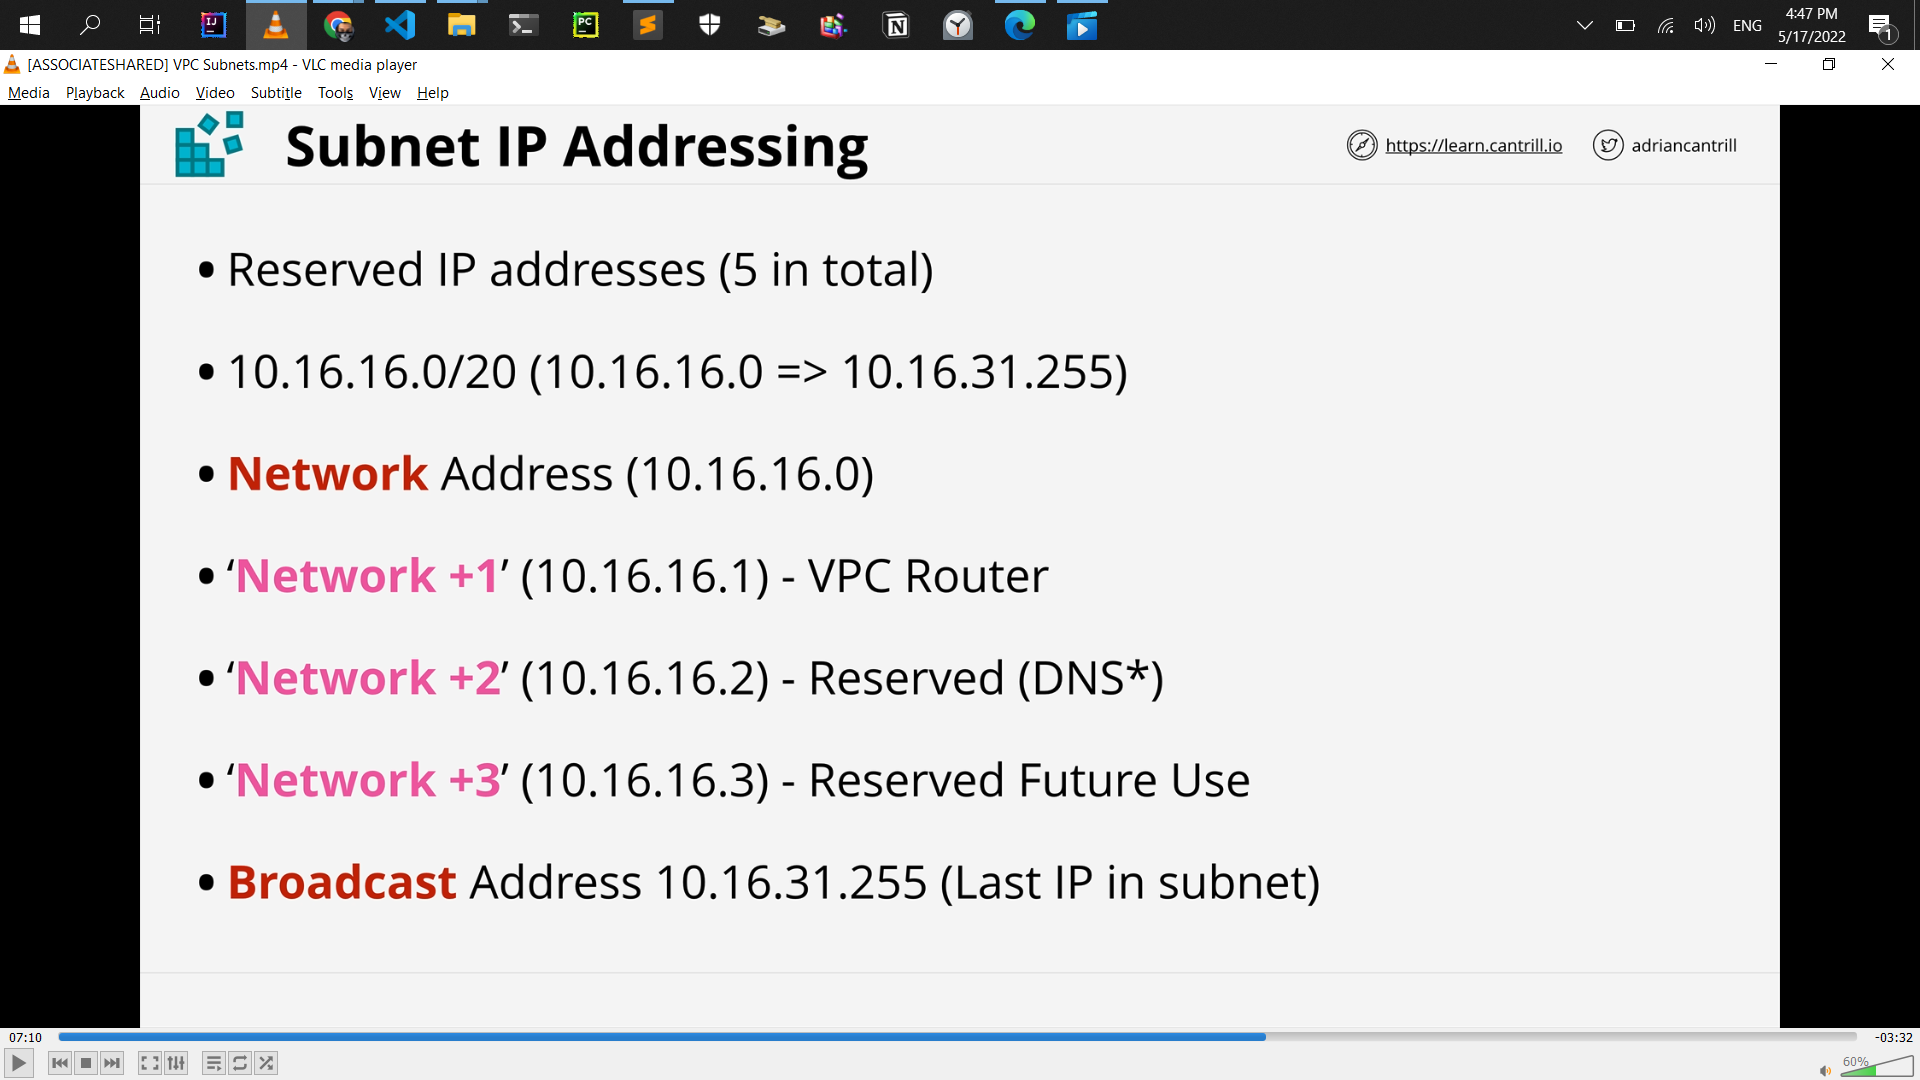 ENG
4:47 PM
5/17/2022
1
[ASSOCIATESHARED] VPC Subnets.mp4 - VLC media player
Media Playback Audio Video Subtitle Tools View Help
Subnet IP Addressing
https://learn.cantrill.io
adriancantrill
• Reserved IP addresses (5 in total)
• 10.16.16.0/20 (10.16.16.0 => 10.16.31.255)
• Network Address (10.16.16.0)
• ‘Network +1’ (10.16.16.1) - VPC Router
• ‘Network +2’ (10.16.16.2) - Reserved (DNS*)
• ‘Network +3’ (10.16.16.3) - Reserved Future Use
• Broadcast Address 10.16.31.255 (Last IP in subnet)
07:10
-03:32
60%